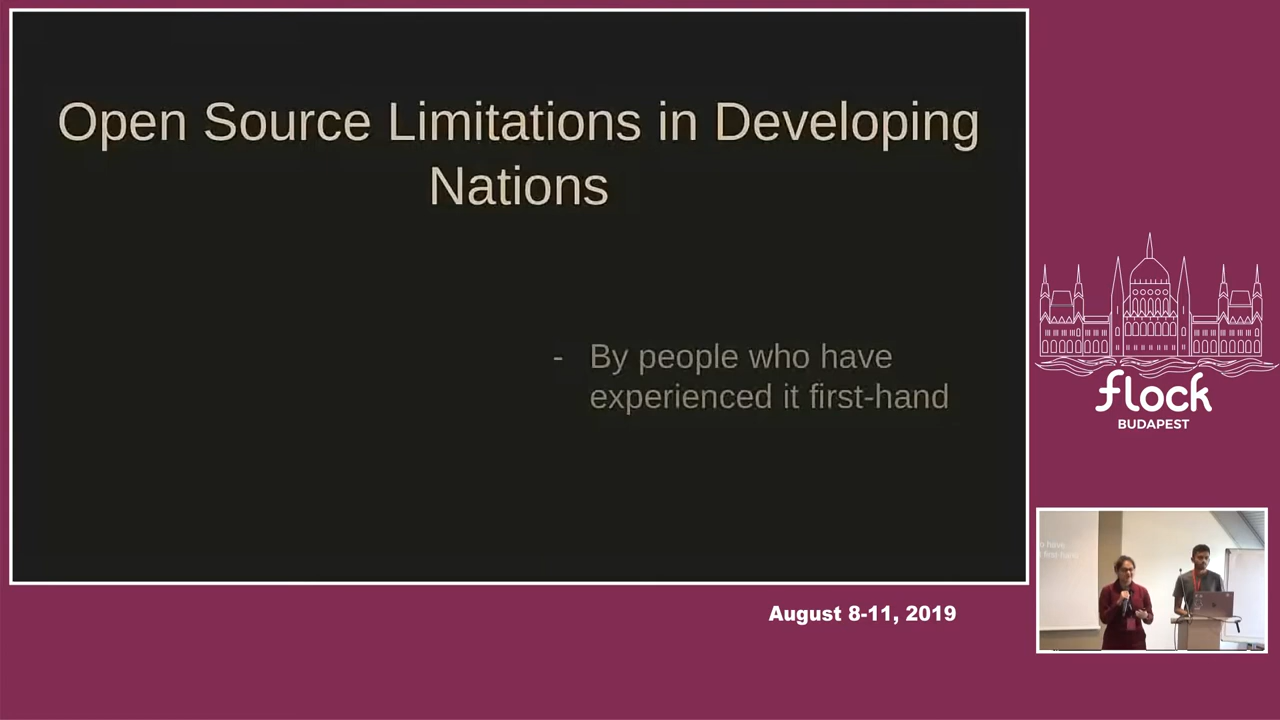 Open Source Limitations in Developing
Nations
- By people who have
experienced it first-hand
flock
BUDAPEST
August 8-11, 2019